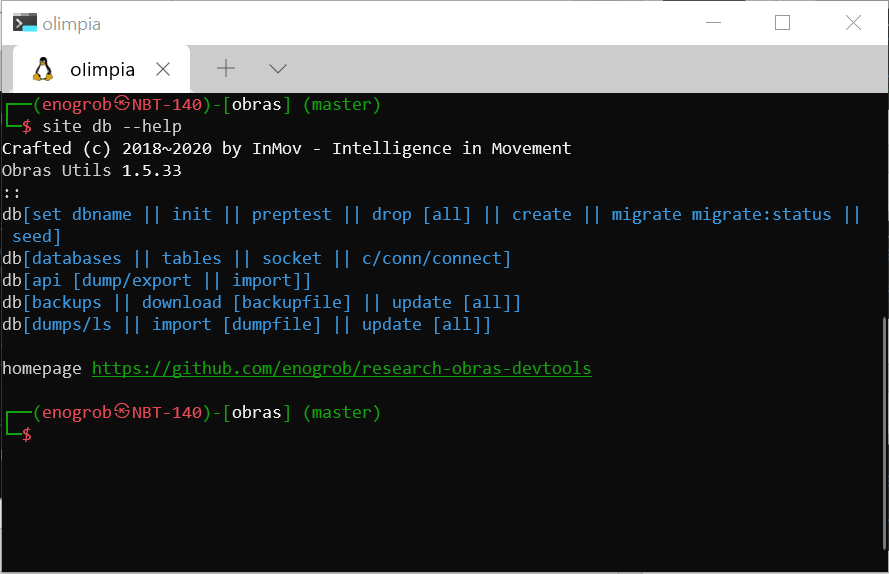 olimpia
olimpia
┌──(enogrob㉿NBT-140)-[obras] (master)
└─$ site db --help
Crafted (c) 2018~2020 by InMov - Intelligence in Movement
Obras Utils 1.5.33
::
db[set dbname || init || preptest || drop [all] || create || migrate migrate:status ||
 seed]
db[databases || tables || socket || c/conn/connect]
db[api [dump/export || import]]
db[backups || download [backupfile] || update [all]]
db[dumps/ls || import [dumpfile] || update [all]]
homepage https://github.com/enogrob/research-obras-devtools
┌──(enogrob㉿NBT-140)-[obras] (master)
└─$